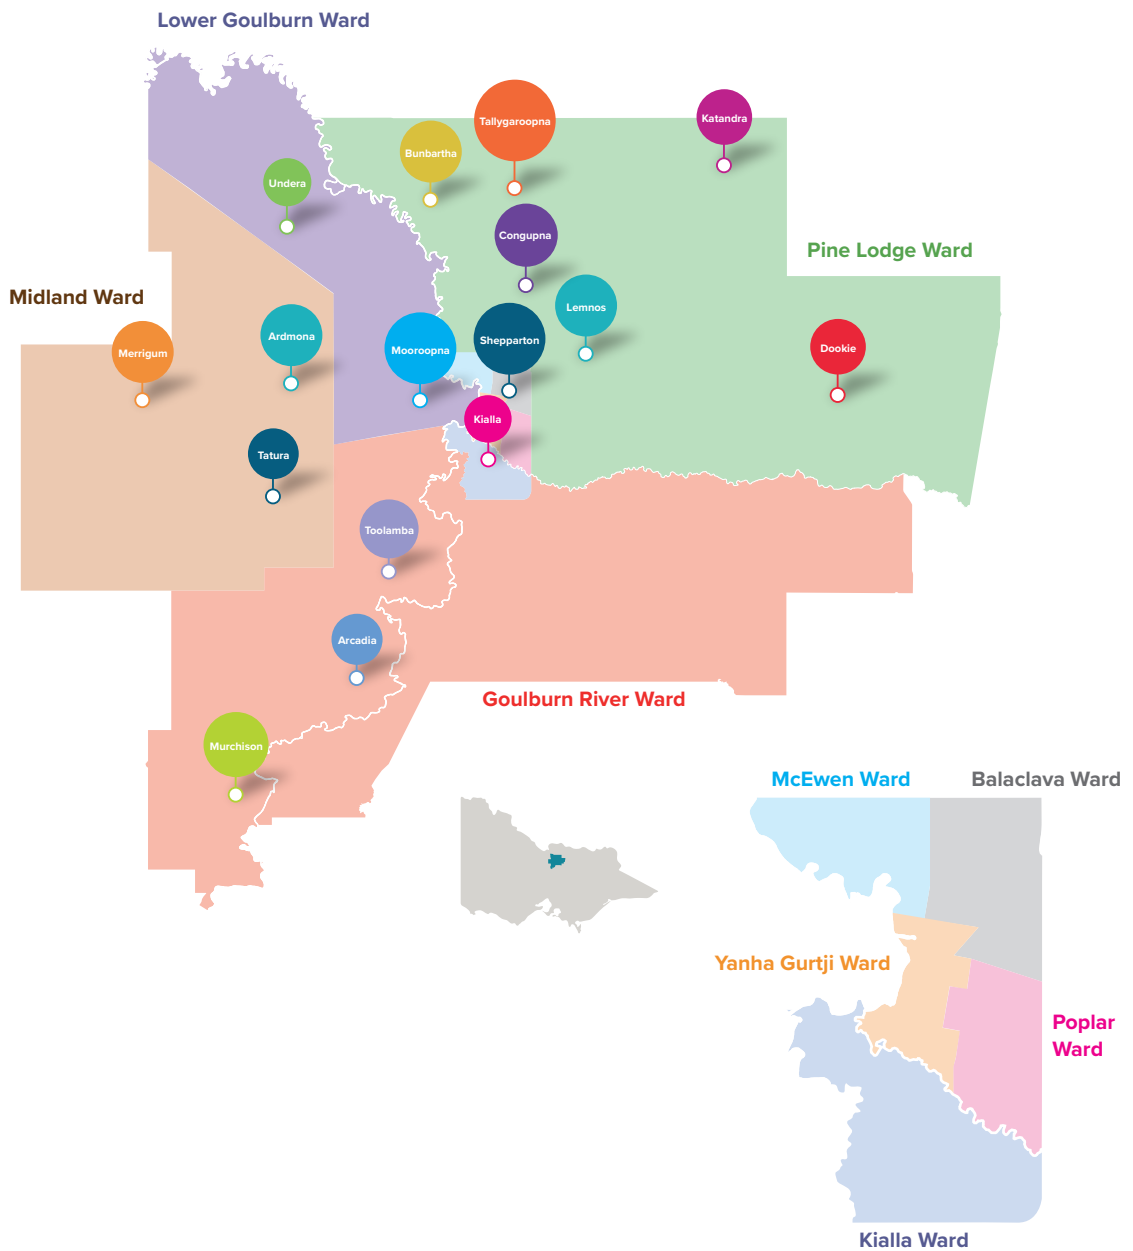 Lower Goulburn Ward
Tallygaroopna
Katandra
Bunbartha
Undera
Congupna
Pine Lodge Ward
Midland Ward
Lemnos
Ardmona
Shepparton
Mooroopna
Dookie
Merrigum
Kialla
Tatura
Toolamba
Arcadia
Goulburn River Ward
Murchison
McEwen Ward
Balaclava Ward
Yanha Gurtji Ward
Poplar
Ward
Kialla Ward